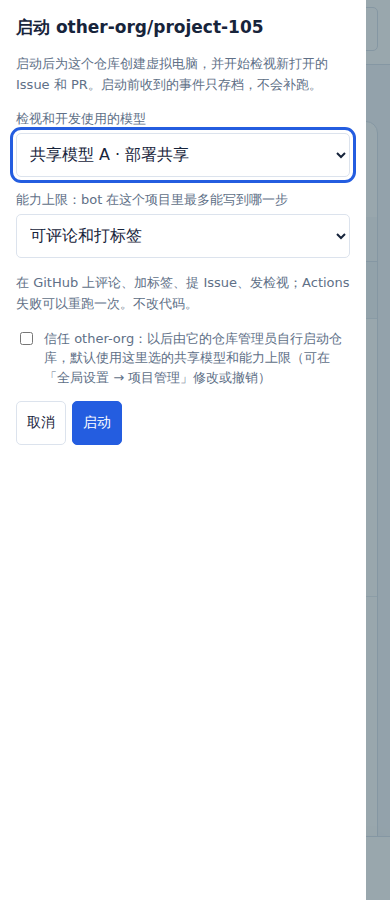 启动 other-org/project-105
启动后为这个仓库创建虚拟电脑，并开始检视新打开的
Issue 和 PR。启动前收到的事件只存档，不会补跑。
检视和开发使用的模型
共享模型 A · 部署共享
能力上限：bot 在这个项目里最多能写到哪一步
可评论和打标签
在 GitHub 上评论、加标签、提 Issue、发检视；Actions
失败可以重跑一次。不改代码。
信任 other-org：以后由它的仓库管理员自行启动仓
库，默认使用这里选的共享模型和能力上限（可在
「全局设置 → 项目管理」修改或撤销）
取消
启动